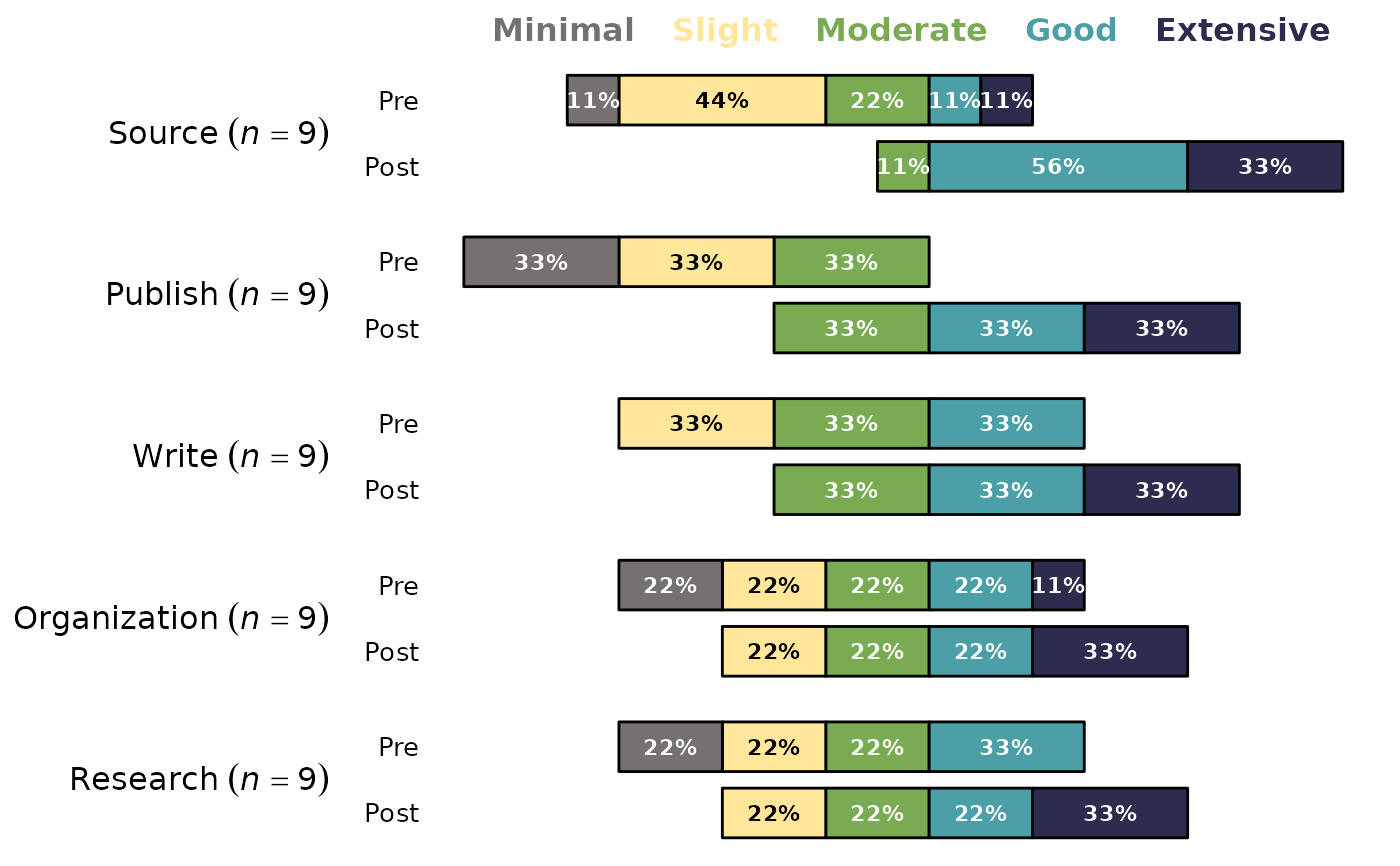 Minimal Slight Moderate Good Extensive
Source (n = 9)
Pre 11% 44% 22% 11% 11%
Post 11% 56% 33%
Publish (n = 9)
Pre 33% 33% 33%
Post 33% 33% 33%
Write (n = 9)
Pre 33% 33% 33%
Post 33% 33% 33%
Organization (n = 9)
Pre 22% 22% 22% 22% 11%
Post 22% 22% 22% 33%
Research (n = 9)
Pre 22% 22% 22% 33%
Post 22% 22% 22% 33%